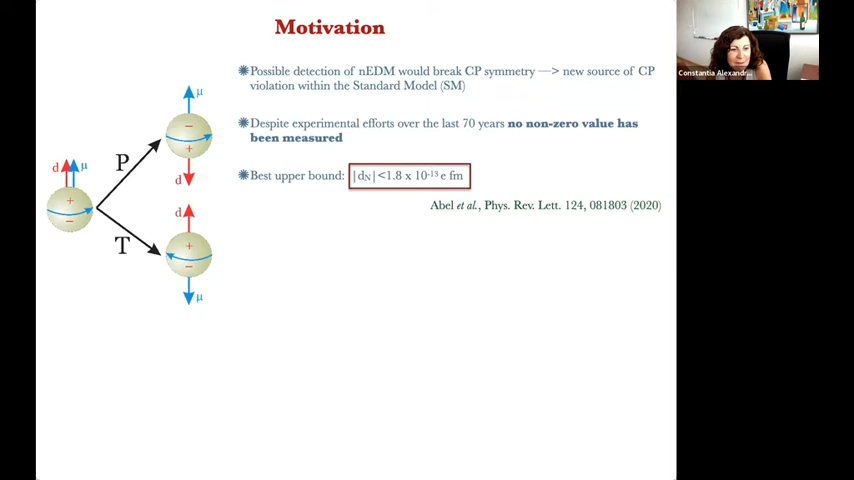 Motivation
Constantia Alexandr...
✺Possible detection of nEDM would break CP symmetry —> new source of CP
violation within the Standard Model (SM)
✺Despite experimental efforts over the last 70 years no non-zero value has
been measured
✺Best upper bound: |dN|<1.8 x 10-13 e fm
Abel et al., Phys. Rev. Lett. 124, 081803 (2020)
μ
−
+
d
P
d μ
+
−
T
d
+
−
μ